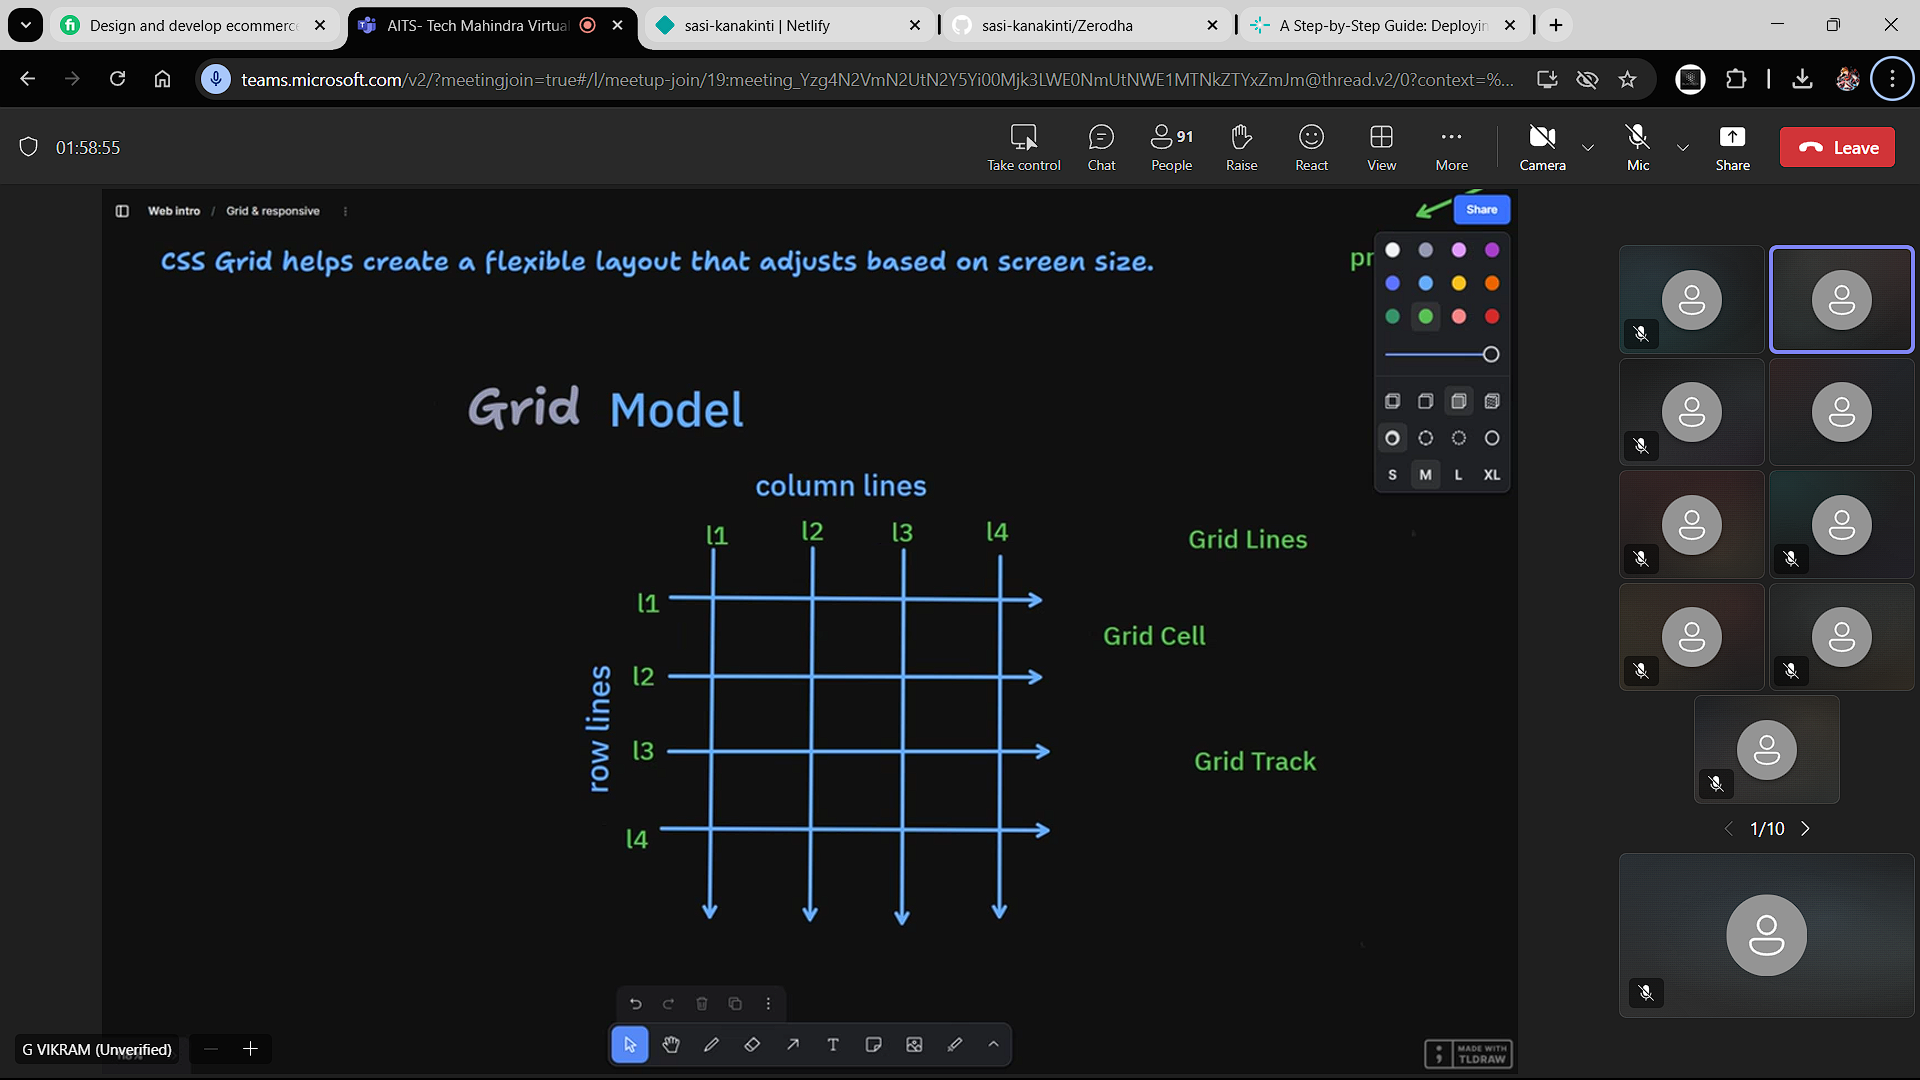 Design and develop ecommerce
AITS- Tech Mahindra Virtual
sasi-kanakinti | Netlify
sasi-kanakinti/Zerodha
A Step-by-Step Guide: Deploying
teams.microsoft.com/v2/?meetingjoin=true#/l/meetup-join/19:meeting_Yzg4N2VmN2UtN2Y5Yi00Mjk3LWE0NmUtNWE1MTNkZTYxZmJm@thread.v2/0?context=%...
01:58:55
Take control
Chat
91
People
Raise
React
View
More
Camera
Mic
Share
Leave
Web intro / Grid & responsive
Share
CSS Grid helps create a flexible layout that adjusts based on screen size.
pr
Grid Model
S M L XL
column lines
l1 l2 l3 l4
Grid Lines
l1
Grid Cell
l2
row lines
l3
Grid Track
l4
1/10
G VIKRAM (Unverified)
MADE WITH
TLDRAW